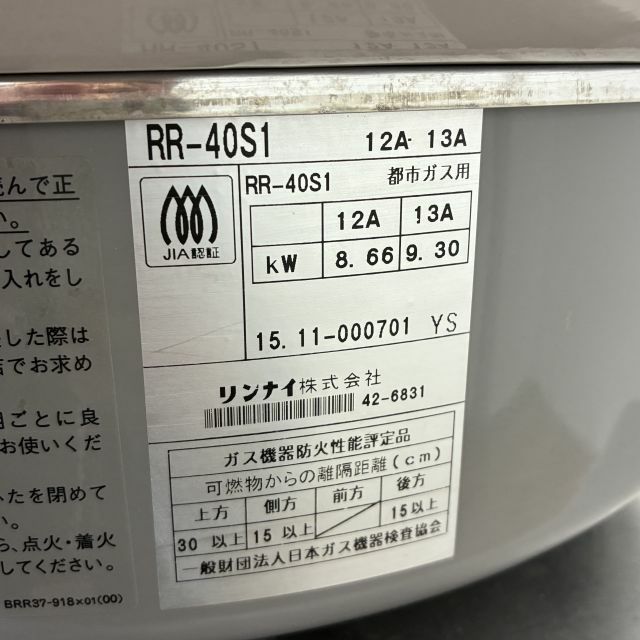 RR-40S1 12A・13A
RR-40S1 都市ガス用
12A 13A
kW 8.66 9.30
JIA認証
15.11-000701 YS
リンナイ株式会社
42-6831
ガス機器防火性能評定品
可燃物からの離隔距離(cm)
上方 側方 前方 後方
30 以上 15 以上 15以上
一般財団法人日本ガス機器検査協会
読んで正
い。
してある
入れをし
した際は
店でお求め
ごとに良
お使いくだ
ふたを閉めて
い。
ら、点火・着火
してください。
BRR37-918×01(00)